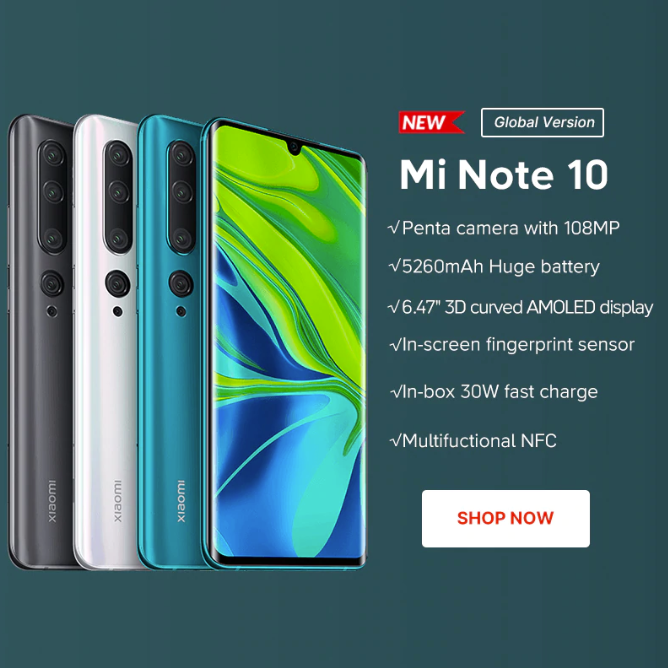 NEW
Global Version
Mi Note 10
√Penta camera with 108MP
√5260mAh Huge battery
√6.47" 3D curved AMOLED display
√In-screen fingerprint sensor
√In-box 30W fast charge
√Multifuctional NFC
SHOP NOW
xiaomi
xiaomi
xiaomi